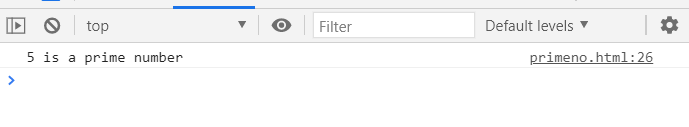 top Filter Default levels
5 is a prime number primeno.html:26